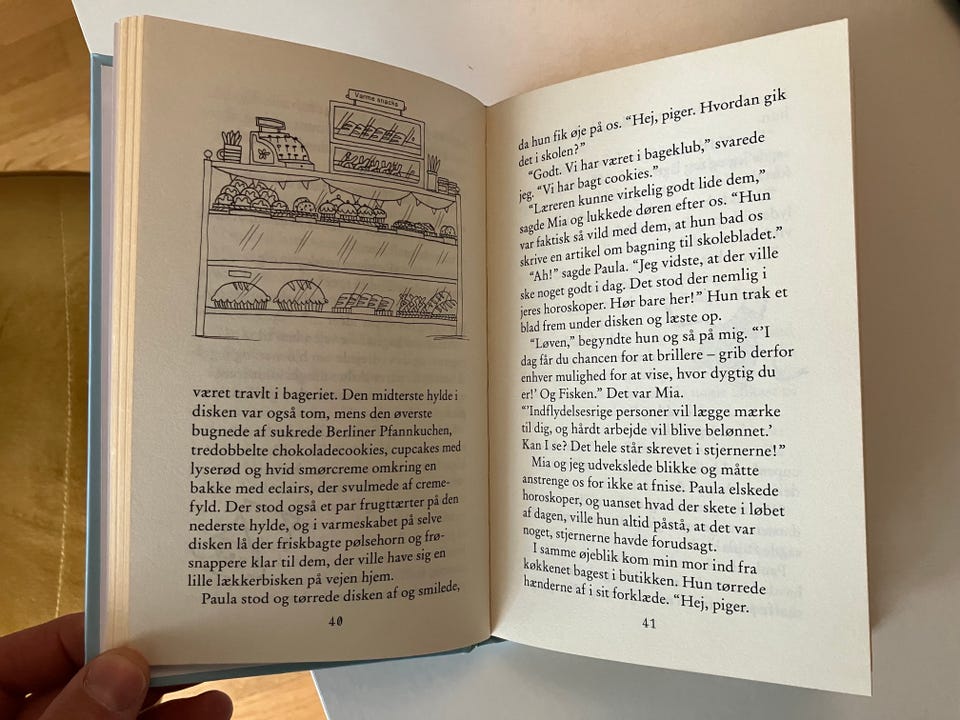 Varme snacks
været travlt i bageriet. Den midterste hylde i
disken var også tom, mens den øverste
bugnede af sukrede Berliner Pfannkuchen,
tredobbelte chokoladecookies, cupcakes med
lyserød og hvid smørcreme omkring en
bakke med eclairs, der svulmede af creme-
fyld. Der stod også et par frugttærter på den
nederste hylde, og i varmeskabet på selve
disken lå der friskbagte pølsehorn og frø-
snappere klar til dem, der ville have sig en
lille lækkerbisken på vejen hjem.
Paula stod og tørrede disken af og smilede,
40
da hun fik øje på os. “Hej, piger. Hvordan gik
det i skolen?”
“Godt. Vi har været i bageklub,” svarede
jeg. “Vi har bagt cookies.”
“Læreren kunne virkelig godt lide dem,”
sagde Mia og lukkede døren efter os. “Hun
var faktisk så vild med dem, at hun bad os
skrive en artikel om bagning til skolebladet.”
“Ah!” sagde Paula. “Jeg vidste, at der ville
ske noget godt i dag. Det stod der nemlig i
jeres horoskoper. Hør bare her!” Hun trak et
blad frem under disken og læste op.
“Løven,” begyndte hun og så på mig. “’I
dag får du chancen for at brillere – grib derfor
enhver mulighed for at vise, hvor dygtig du
er!’ Og Fisken.” Det var Mia.
“’Indflydelsesrige personer vil lægge mærke
til dig, og hårdt arbejde vil blive belønnet.’
Kan I se? Det hele står skrevet i stjernerne!”
Mia og jeg udvekslede blikke og måtte
anstrenge os for ikke at fnise. Paula elskede
horoskoper, og uanset hvad der skete i løbet
af dagen, ville hun altid påstå, at det var
noget, stjernerne havde forudsagt.
I samme øjeblik kom min mor ind fra
køkkenet bagest i butikken. Hun tørrede
hænderne af i sit forklæde. “Hej, piger.
41